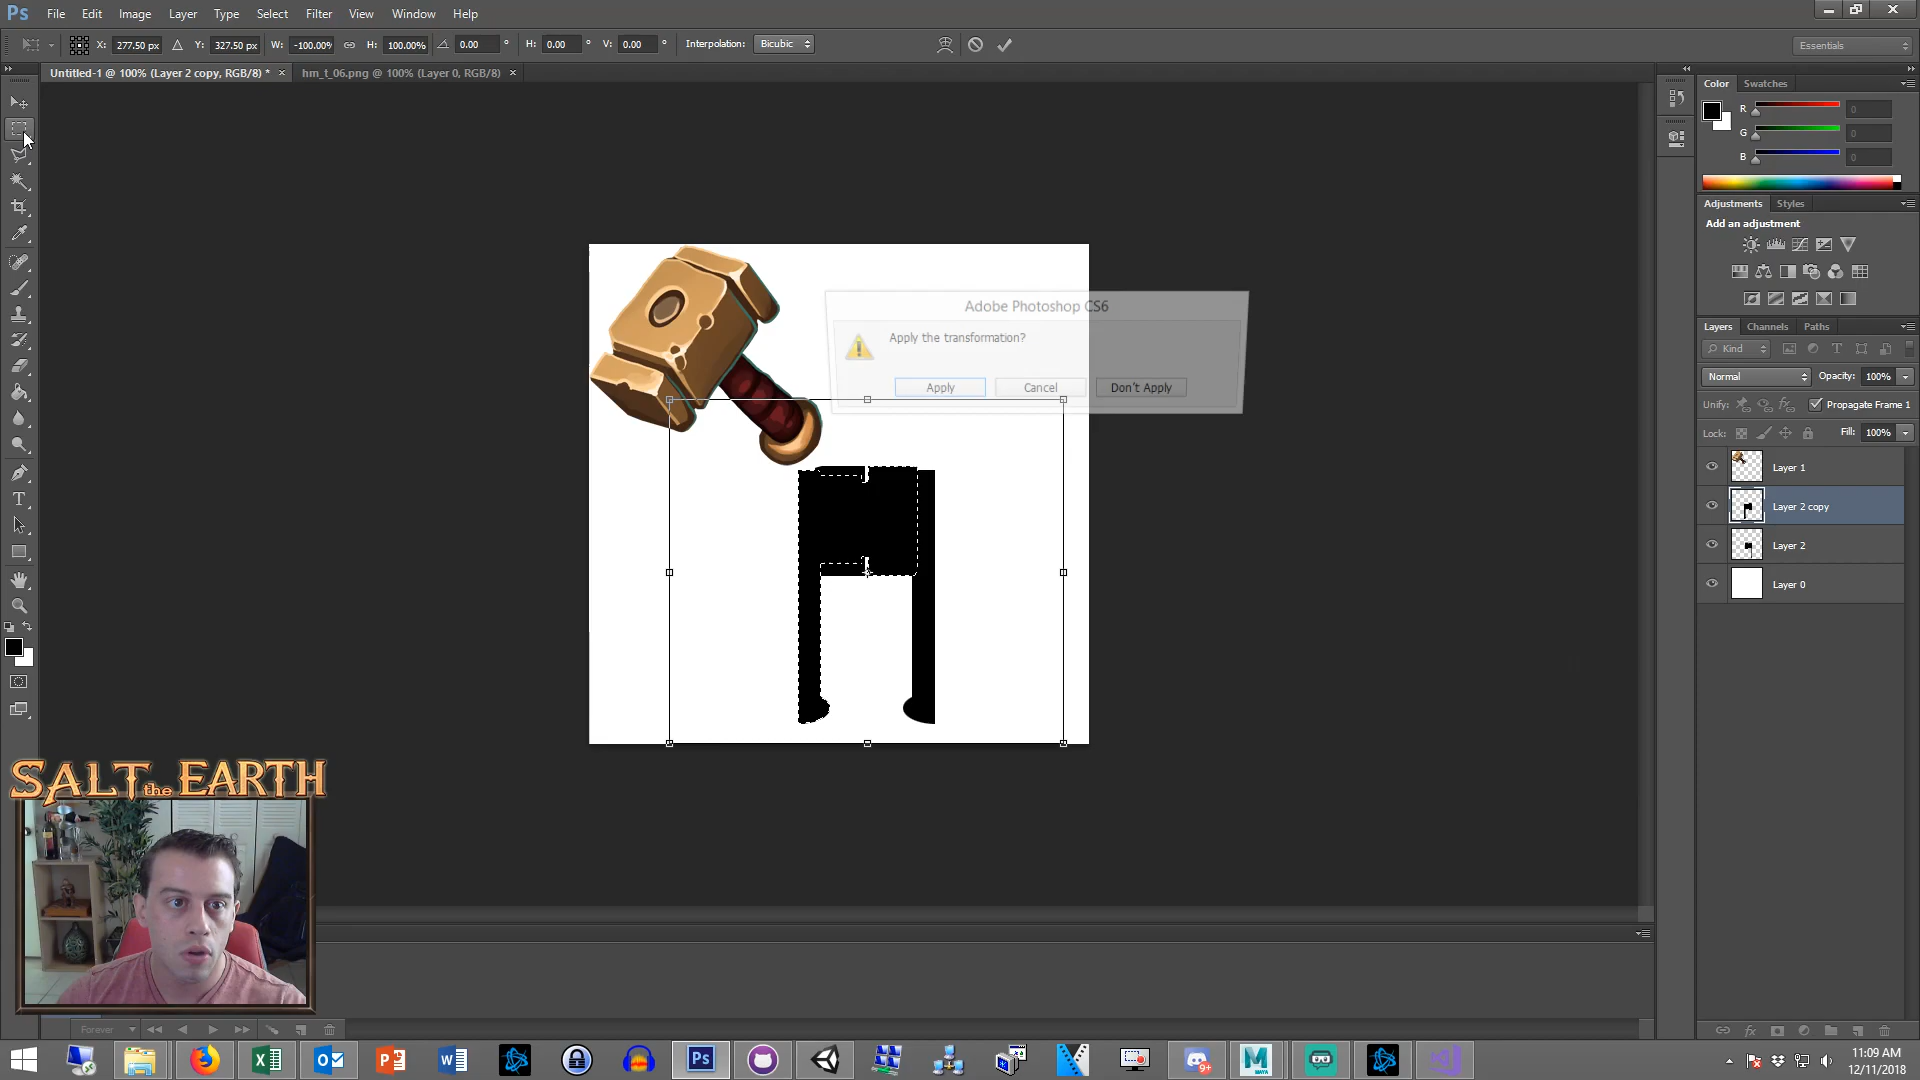 Ps File Edit Image Layer Type Select Filter View Window Help
X: 277.50 px Y: 327.50 px W: -100.00% H: 100.00% 0.00 ° H: 0.00 ° V: 0.00 ° Interpolation: Bicubic Essentials
Untitled-1 @ 100% (Layer 2 copy, RGB/8) * × hm_t_06.png @ 100% (Layer 0, RGB/8) ×
Color Swatches
R 0
G 0
B 0
Adjustments Styles
Add an adjustment
Adobe Photoshop CS6
Apply the transformation?
Apply Cancel Don't Apply
Layers Channels Paths
Kind
Normal Opacity: 100%
Unify: Propagate Frame 1
Lock: Fill: 100%
Layer 1
Layer 2 copy
Layer 2
Layer 0
SALT the EARTH
Forever
9+
MAYA
11:09 AM
12/11/2018